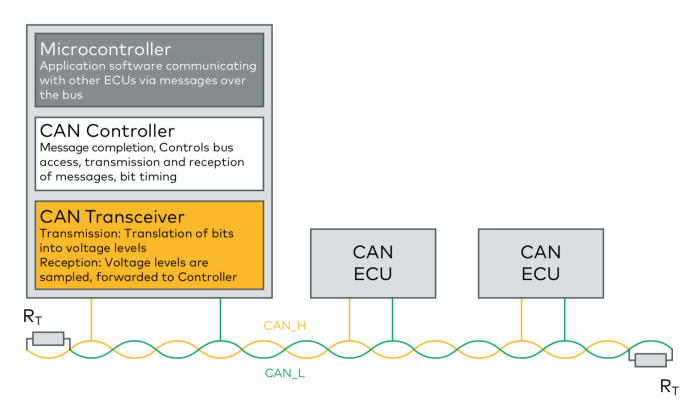 Microcontroller
Application software communicating
with other ECUs via messages over
the bus
CAN Controller
Message completion, Controls bus
access, transmission and reception
of messages, bit timing
CAN Transceiver
Transmission: Translation of bits
into voltage levels
Reception: Voltage levels are
sampled, forwarded to Controller
CAN
ECU
CAN
ECU
RT
CAN_H
CAN_L
RT